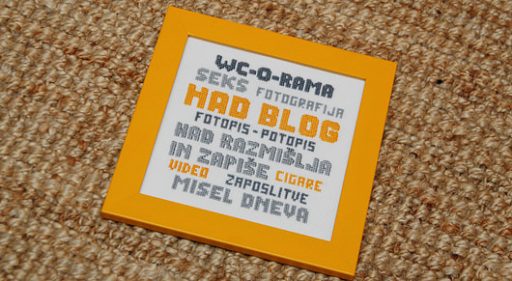 WC-O-RAMA
SEKS FOTOGRAFIJA
HAD BLOG
FOTOPIS-POTOPIS
HAD RAZMIŠLJA
IN ZAPIŠE CIGARE
VIDEO ZAPOSLITVE
MISEL DNEVA